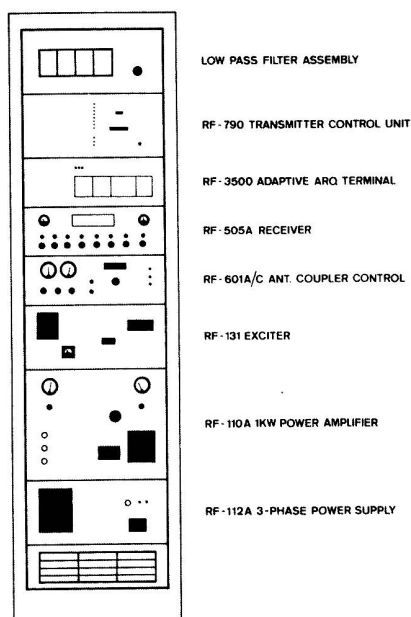 LOW PASS FILTER ASSEMBLY
RF-790 TRANSMITTER CONTROL UNIT
RF-3500 ADAPTIVE ARQ TERMINAL
RF-505A RECEIVER
RF-601A/C ANT. COUPLER CONTROL
RF-131 EXCITER
RF-110A 1KW POWER AMPLIFIER
RF-112A 3-PHASE POWER SUPPLY